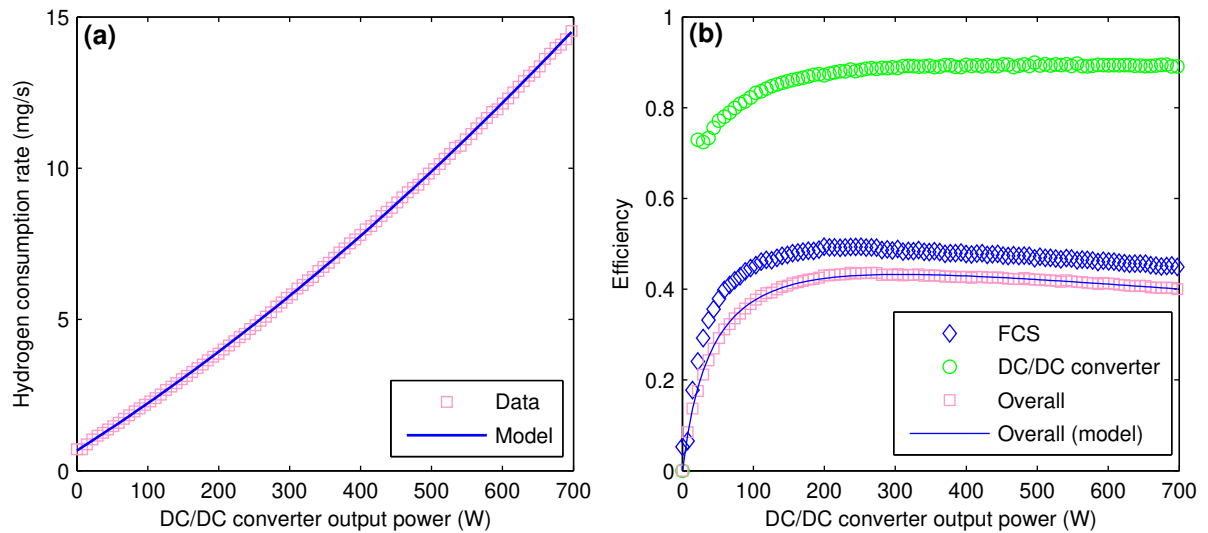 (a)
Hydrogen consumption rate (mg/s)
15
10
5
0
0 100 200 300 400 500 600 700
DC/DC converter output power (W)
Data
Model
(b)
Efficiency
1
0.8
0.6
0.4
0.2
0
0 100 200 300 400 500 600 700
DC/DC converter output power (W)
FCS
DC/DC converter
Overall
Overall (model)